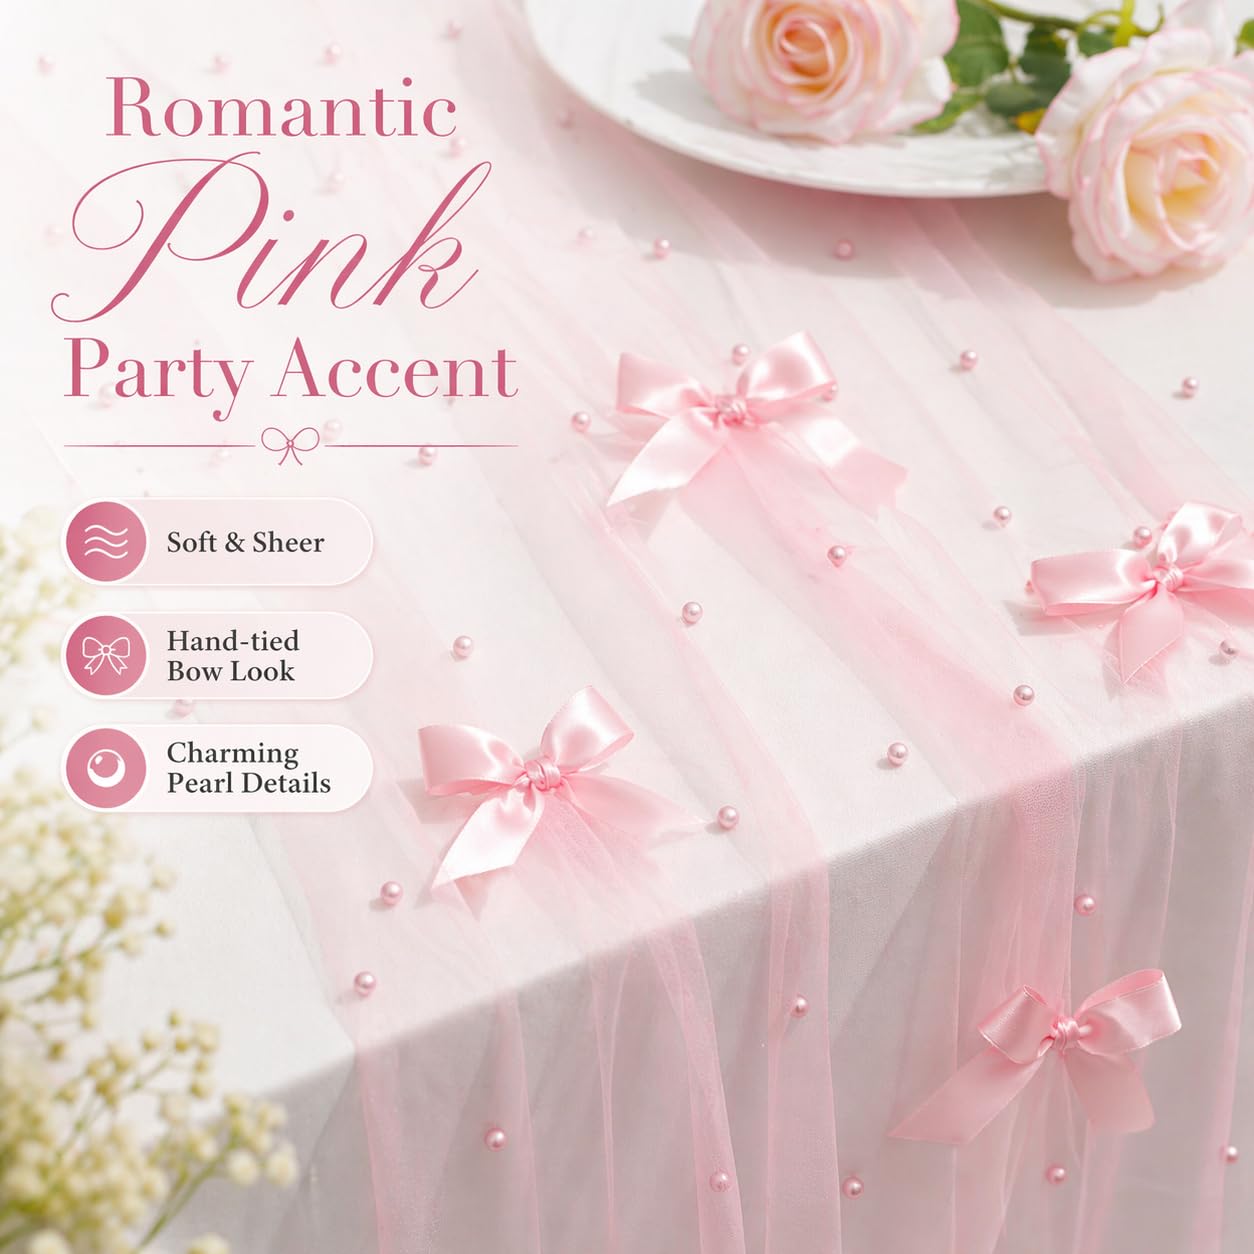 Romantic
Pink
Party Accent
Soft & Sheer
Hand-tied
Bow Look
Charming
Pearl Details